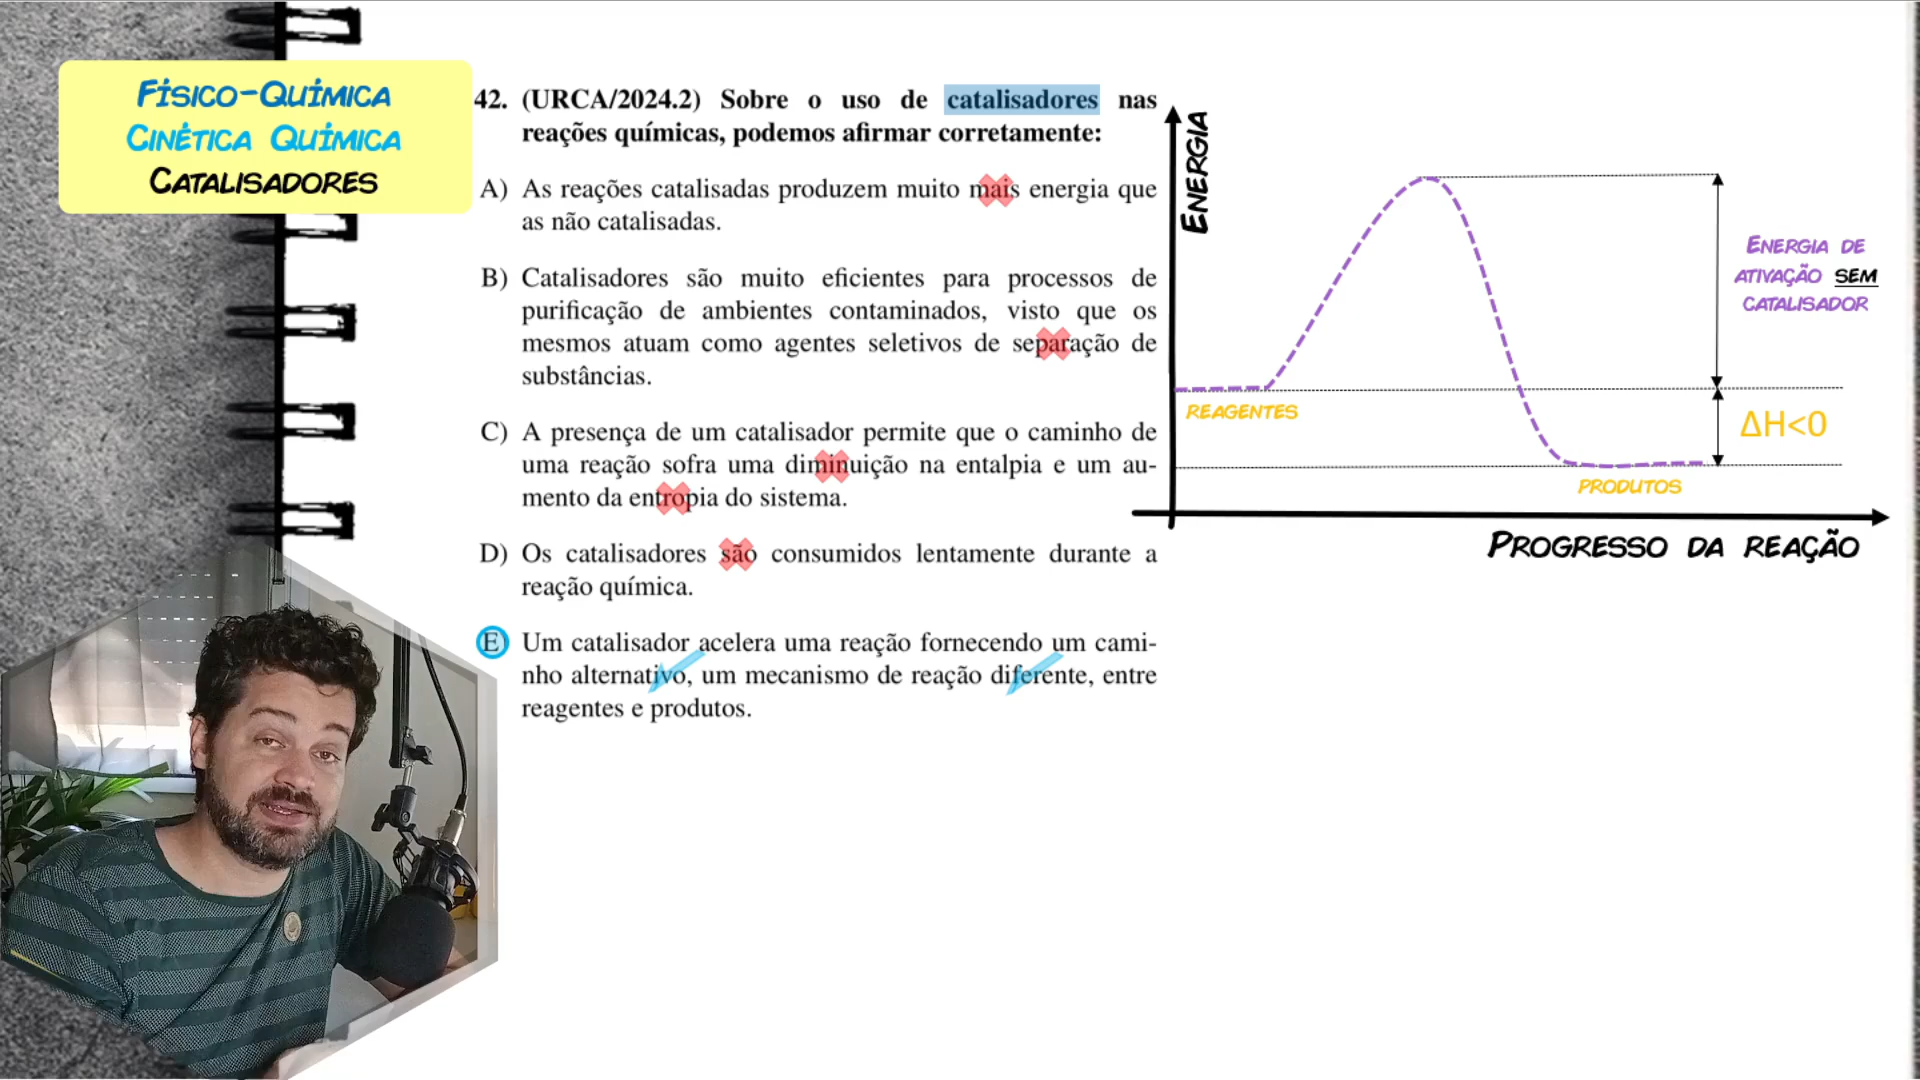 FÍSICO-QUÍMICA
CINÉTICA QUÍMICA
CATALISADORES
42. (URCA/2024.2) Sobre o uso de catalisadores nas
reações químicas, podemos afirmar corretamente:
A) As reações catalisadas produzem muito mais energia que
as não catalisadas.
B) Catalisadores são muito eficientes para processos de
purificação de ambientes contaminados, visto que os
mesmos atuam como agentes seletivos de separação de
substâncias.
C) A presença de um catalisador permite que o caminho de
uma reação sofra uma diminuição na entalpia e um au-
mento da entropia do sistema.
D) Os catalisadores são consumidos lentamente durante a
reação química.
E) Um catalisador acelera uma reação fornecendo um cami-
nho alternativo, um mecanismo de reação diferente, entre
reagentes e produtos.
ENERGIA
ENERGIA DE
ATIVAÇÃO SEM
CATALISADOR
REAGENTES
ΔH<0
PRODUTOS
PROGRESSO DA REAÇÃO